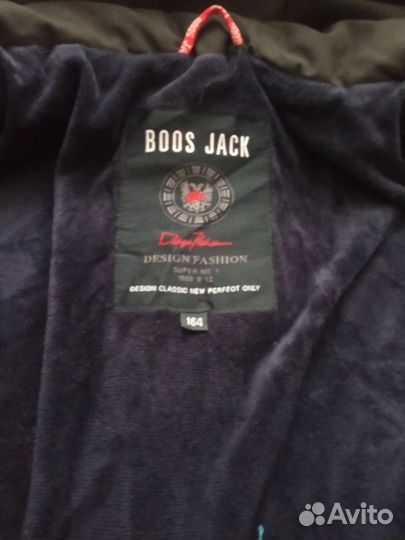 BOOS JACK
DESIGN FASHION
SUPER NO 1
DESIGN CLASSIC NEW PERFECT ONLY
164
Avito